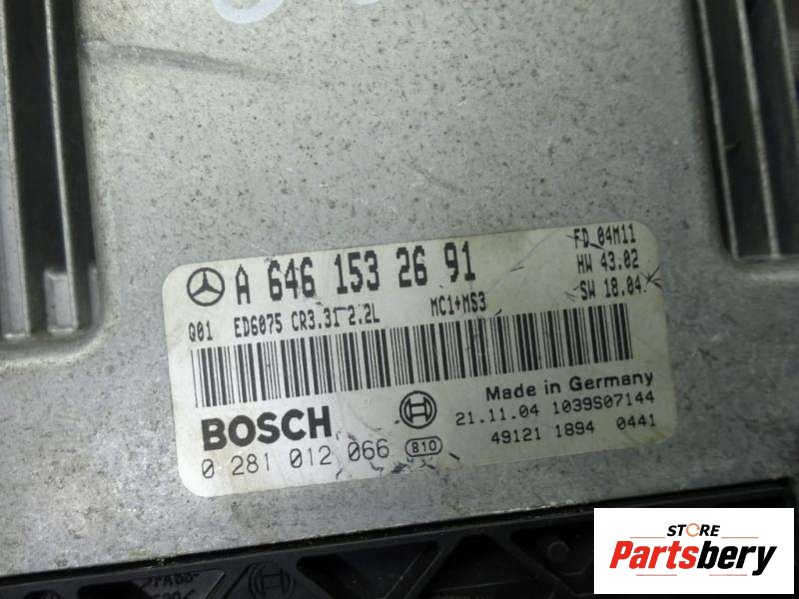 A 646 153 26 91
FD 04M11
HW 43.02
SW 18.04
Q01 ED6075 CR3.31 2.2L MC1+MS3
Made in Germany
BOSCH
21.11.04 1039S07144
0 281 012 066 810
49121 1894 0441
STORE
Partsbery